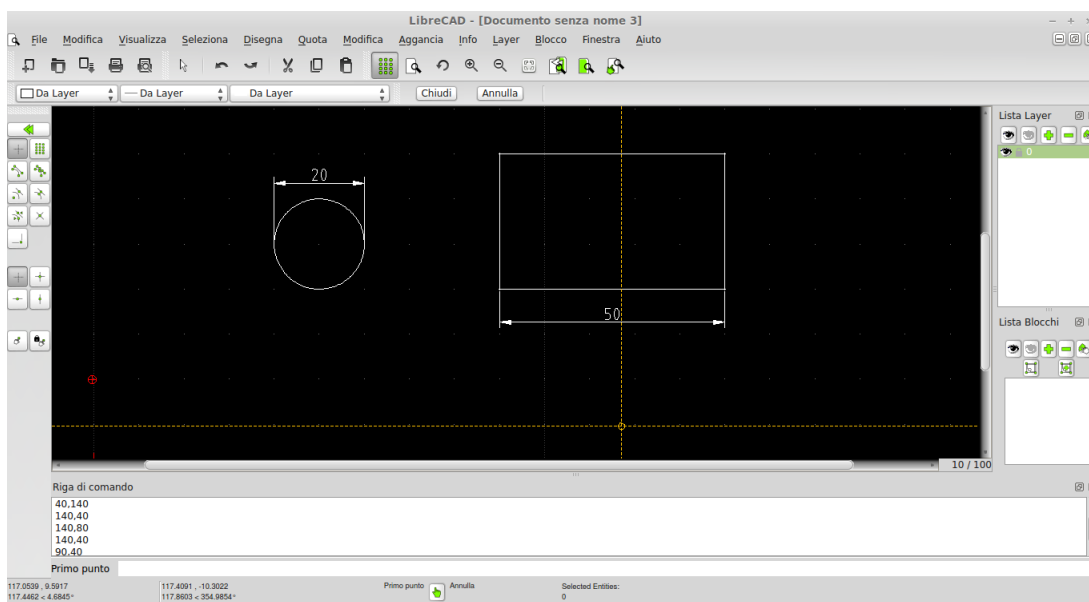 LibreCAD - [Documento senza nome 3]
File Modifica Visualizza Seleziona Disegna Quota Modifica Aggancia Info Layer Blocco Finestra Aiuto
Da Layer Da Layer Da Layer Chiudi Annulla
Lista Layer
0
20
50
Lista Blocchi
10 / 100
Riga di comando
40,140
140,40
140,80
140,40
90,40
Primo punto
117.0539 , 9.5917 117.4091 , -10.3022 Primo punto Annulla Selected Entities:
117.4462 < 4.6845° 117.8603 < 354.9854° 0